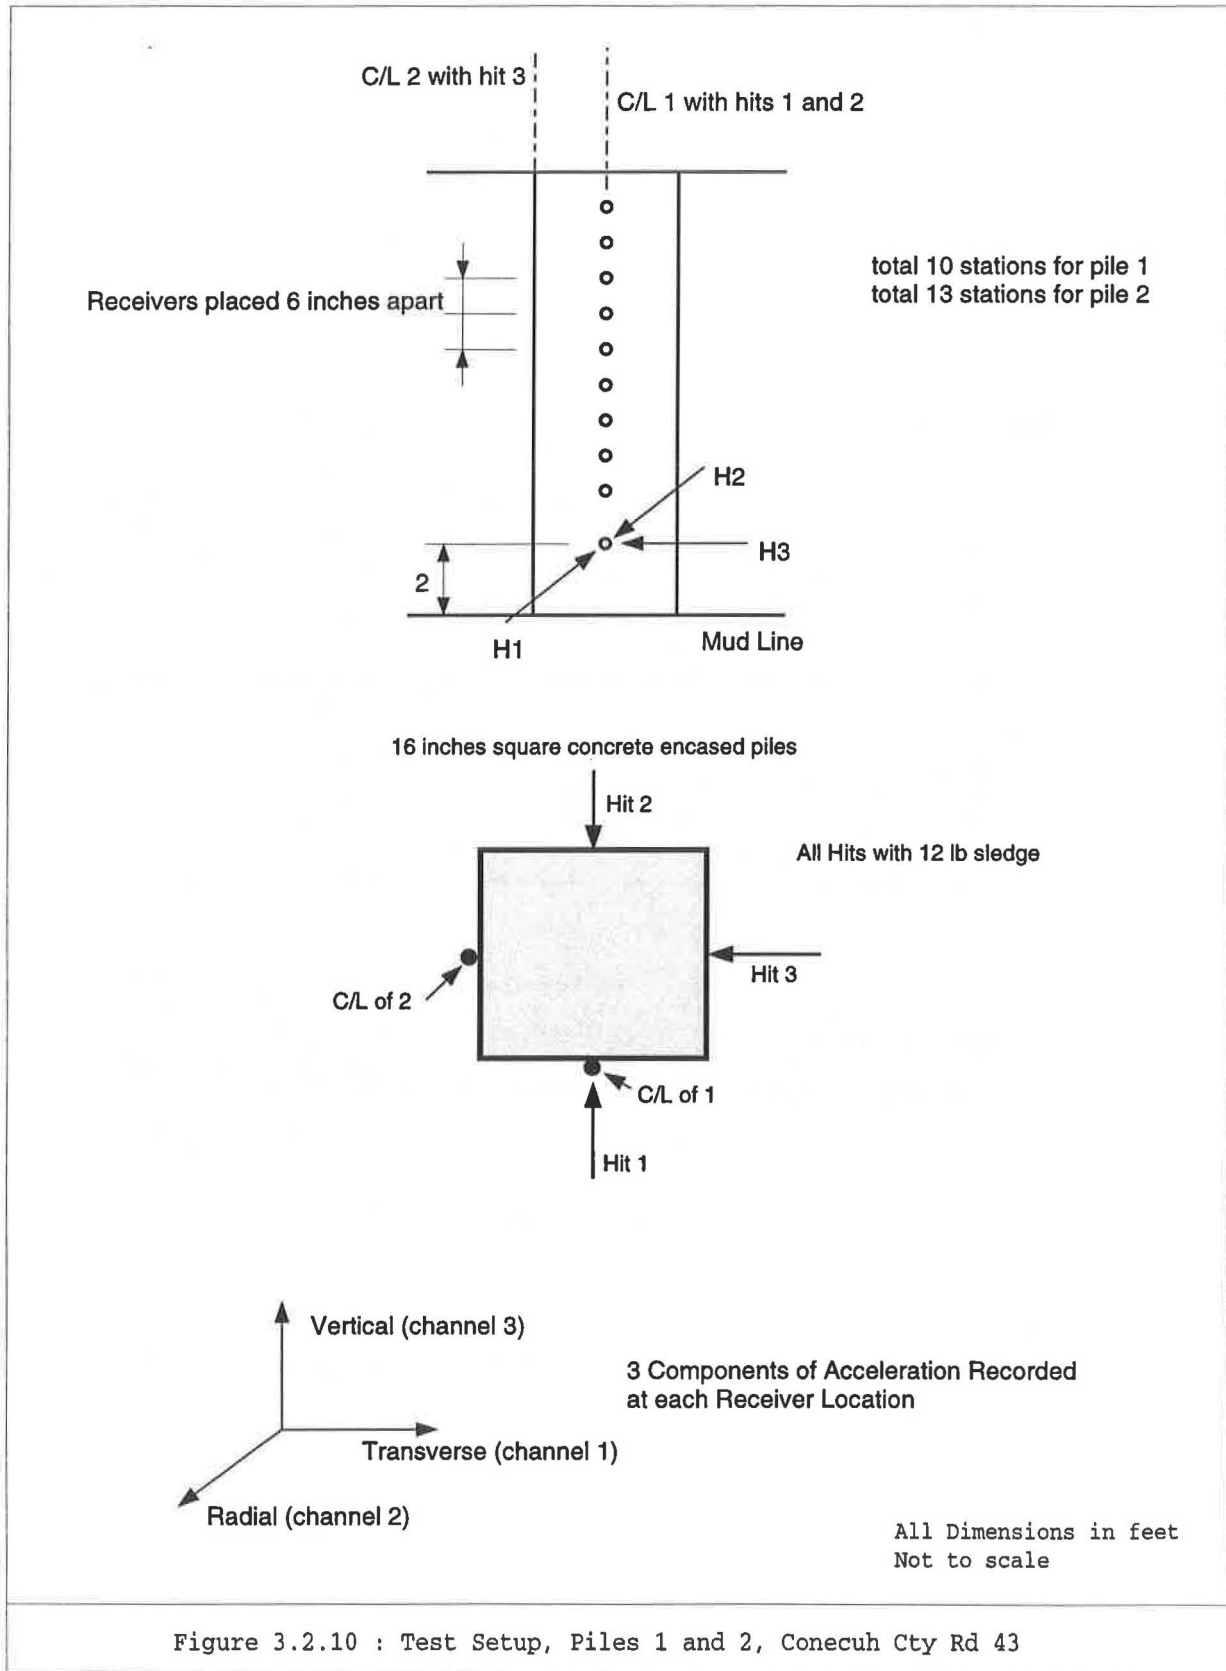 C/L 2 with hit 3
C/L 1 with hits 1 and 2
total 10 stations for pile 1
total 13 stations for pile 2
Receivers placed 6 inches apart
H2
H3
2
H1
Mud Line
16 inches square concrete encased piles
Hit 2
All Hits with 12 lb sledge
Hit 3
C/L of 2
C/L of 1
Hit 1
Vertical (channel 3)
3 Components of Acceleration Recorded
at each Receiver Location
Transverse (channel 1)
Radial (channel 2)
All Dimensions in feet
Not to scale
Figure 3.2.10 : Test Setup, Piles 1 and 2, Conecuh Cty Rd 43